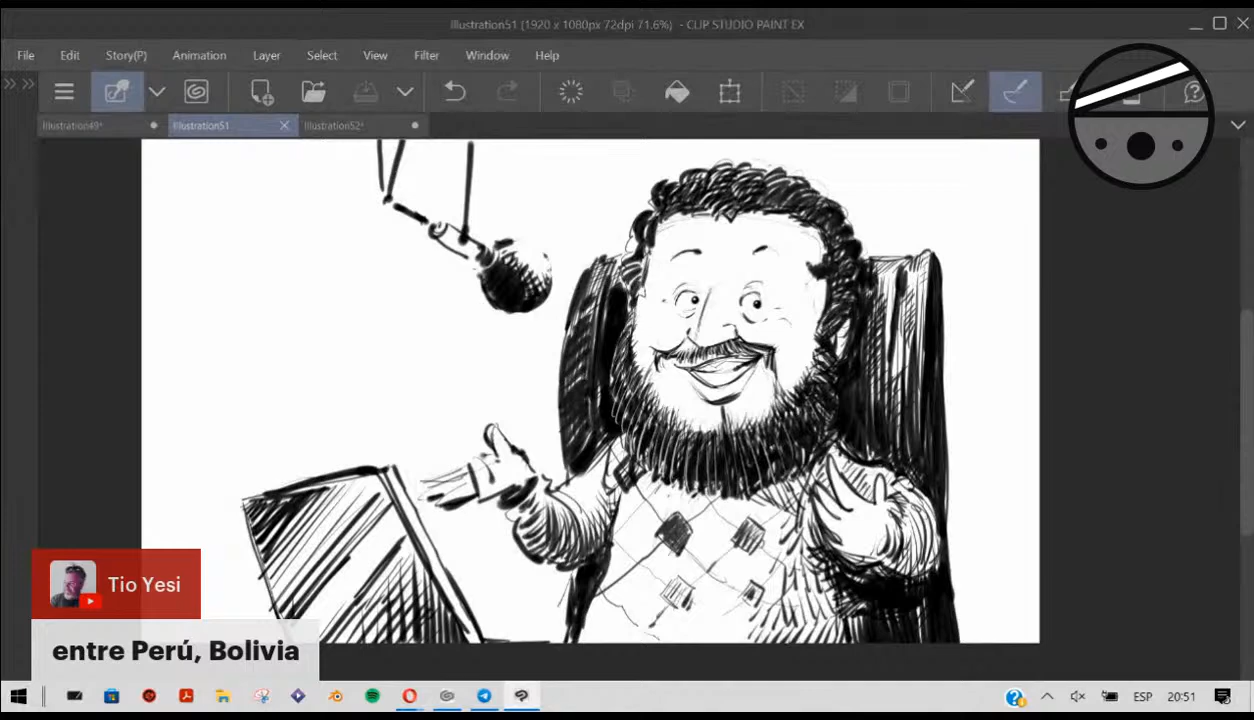 Illustration51 (1920 x 1080px 72dpi 71.6%) - CLIP STUDIO PAINT EX
File Edit Story(P) Animation Layer Select View Filter Window Help
Illustration49* Illustration51 Illustration52*
Tio Yesi
entre Perú, Bolivia
ESP 20:51